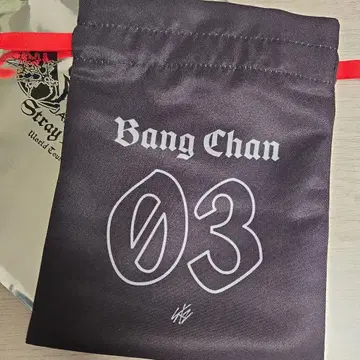 Stray
World Tour
Bang Chan
03